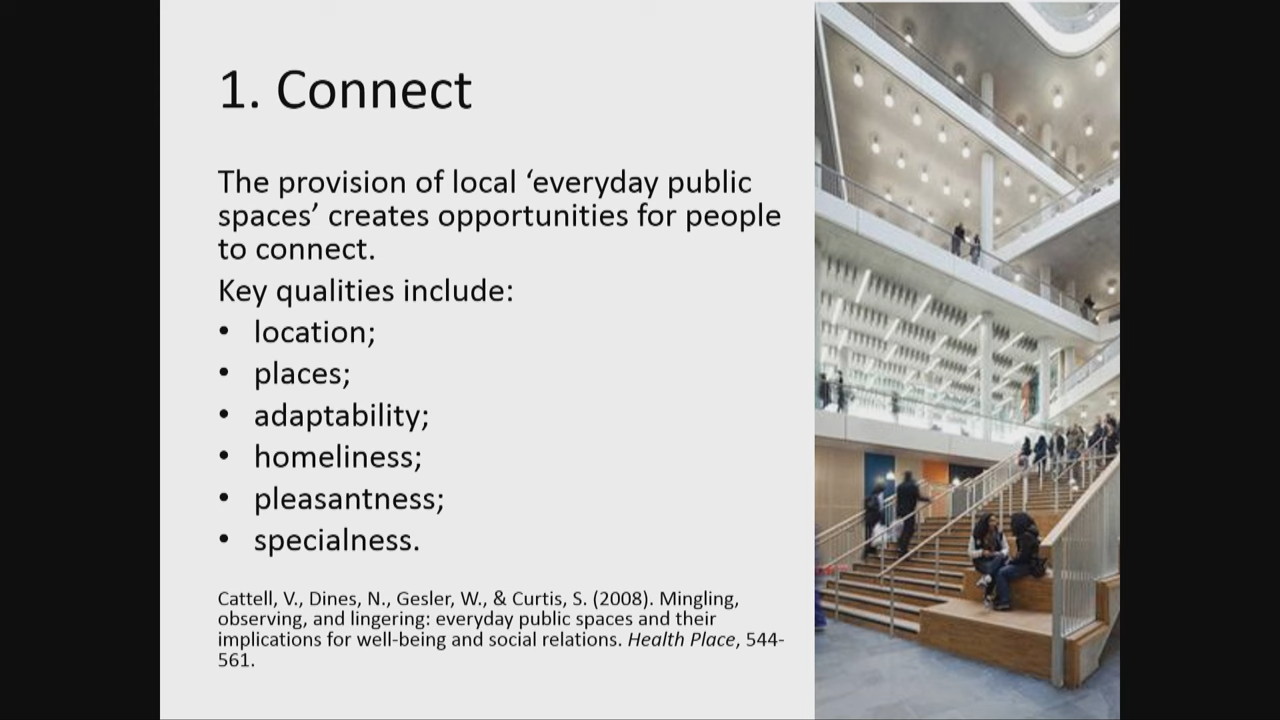 1. Connect
The provision of local ‘everyday public
spaces’ creates opportunities for people
to connect.
Key qualities include:
• location;
• places;
• adaptability;
• homeliness;
• pleasantness;
• specialness.
Cattell, V., Dines, N., Gesler, W., & Curtis, S. (2008). Mingling,
observing, and lingering: everyday public spaces and their
implications for well-being and social relations. Health Place, 544-
561.